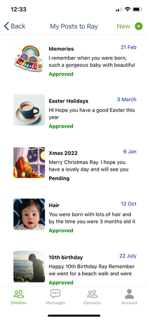 12:33
Back
My Posts to Ray
New
Memories
21 Feb
I remember when you were born,
such a gorgeous baby with beautiful
Approved
Easter Holidays
3 March
Hi Hope you have a good Easter this
year
Approved
Xmas 2022
6 Jan
Merry Christmas Ray. I hope you
have a lovely day and will see you
Pending
Hair
12 Oct
You were born with lots of hair and
by the time you were 3 months old it
Approved
10th birthday
22 July
Happy 10th Birthday Ray Remember
we went for a beach walk and were
Approved
Children
Messages
Contacts
Account